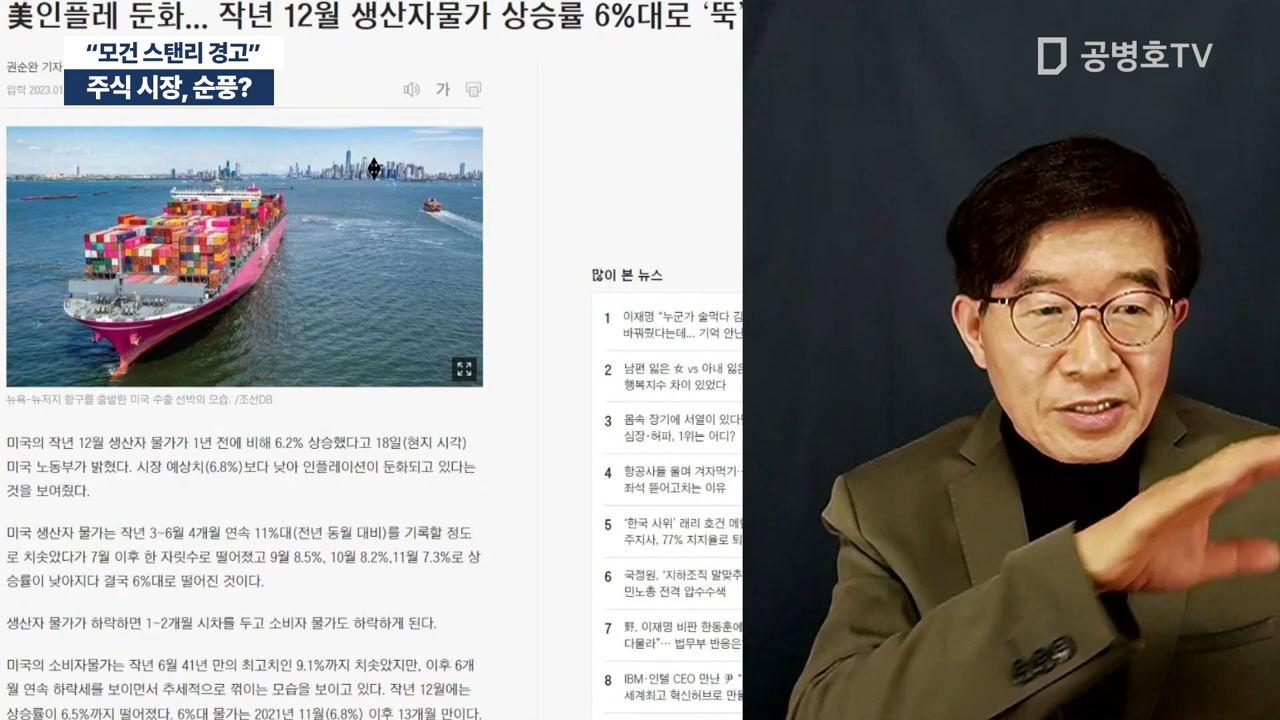 美인플레 둔화... 작년 12월 생산자물가 상승률 6%대로 ‘뚝’
“모건 스탠리 경고”
주식 시장, 순풍?
공병호TV
권순완 기자
입력 2023.01
가
뉴욕-뉴저지 항구를 출발한 미국 수출 선박의 모습. /조선DB
미국의 작년 12월 생산자 물가가 1년 전에 비해 6.2% 상승했다고 18일(현지 시각)
미국 노동부가 밝혔다. 시장 예상치(6.8%)보다 낮아 인플레이션이 둔화되고 있다는
것을 보여줬다.
미국 생산자 물가는 작년 3~6월 4개월 연속 11%대(전년 동월 대비)를 기록할 정도
로 치솟았다가 7월 이후 한 자릿수로 떨어졌고 9월 8.5%, 10월 8.2%,11월 7.3%로 상
승률이 낮아지다 결국 6%대로 떨어진 것이다.
생산자 물가가 하락하면 1~2개월 시차를 두고 소비자 물가도 하락하게 된다.
미국의 소비자물가는 작년 6월 41년 만의 최고치인 9.1%까지 치솟았지만, 이후 6개
월 연속 하락세를 보이면서 추세적으로 꺾이는 모습을 보이고 있다. 작년 12월에는
상승률이 6.5%까지 떨어졌다. 6%대 물가는 2021년 11월(6.8%) 이후 13개월 만이다.
많이 본 뉴스
1 이재명 “누군가 술먹다 김
바꿔줬다는데... 기억 안난
2 남편 잃은 女 vs 아내 잃은
행복지수 차이 있었다
3 몸속 장기에 서열이 있다
심장·허파, 1위는 어디?
4 항공사들 울며 겨자먹기
좌석 뜯어고치는 이유
5 ‘한국 사위’ 래리 호건 메릴
주지사, 77% 지지율로 퇴
6 국정원, ‘지하조직 말맞추
민노총 전격 압수수색
7 野, 이재명 비판 한동훈에
다물라”… 법무부 반응은
8 IBM·인텔 CEO 만난 尹 “
세계최고 혁신허브로 만들